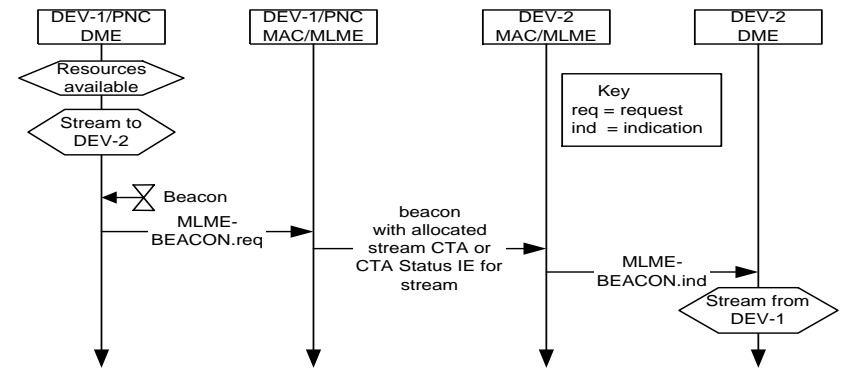 DEV-1/PNC
DME
DEV-1/PNC
MAC/MLME
DEV-2
MAC/MLME
DEV-2
DME
Resources
available
Stream to
DEV-2
Key
req = request
ind = indication
Beacon
MLME-
BEACON.req
beacon
with allocated
stream CTA or
CTA Status IE for
stream
MLME-
BEACON.ind
Stream from
DEV-1